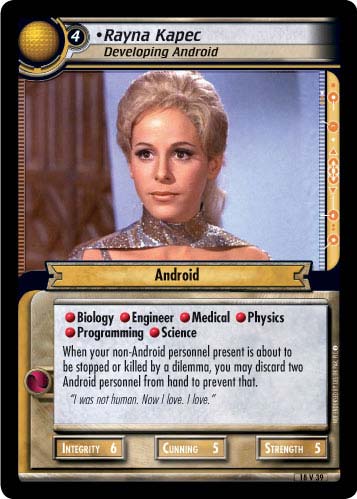 4
•Rayna Kapec
Developing Android
Android
•Biology •Engineer •Medical •Physics
•Programming •Science
When your non-Android personnel present is about to
be stopped or killed by a dilemma, you may discard two
Android personnel from hand to prevent that.
"I was not human. Now I love. I love."
INTEGRITY 6
CUNNING 5
STRENGTH 5
18 V 39